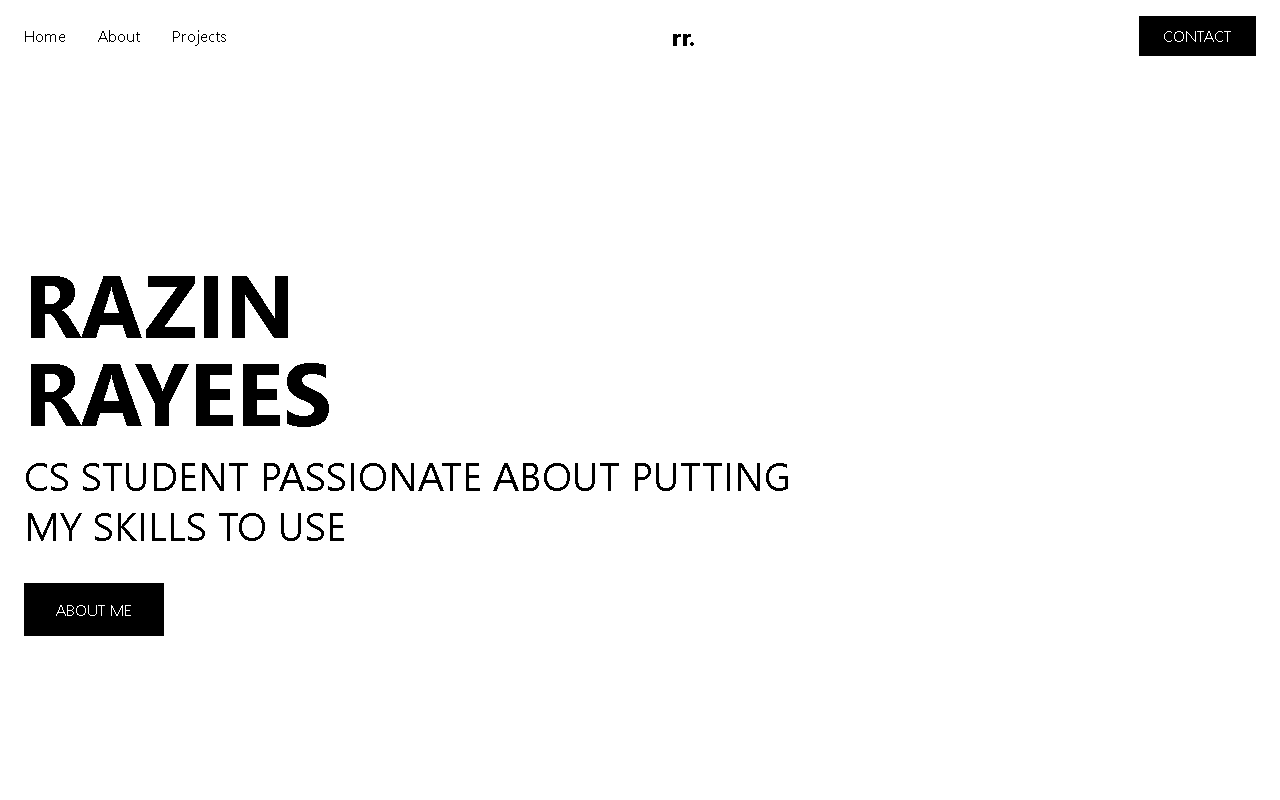 Home About Projects rr. CONTACT
RAZIN
RAYEES
CS STUDENT PASSIONATE ABOUT PUTTING
MY SKILLS TO USE
ABOUT ME